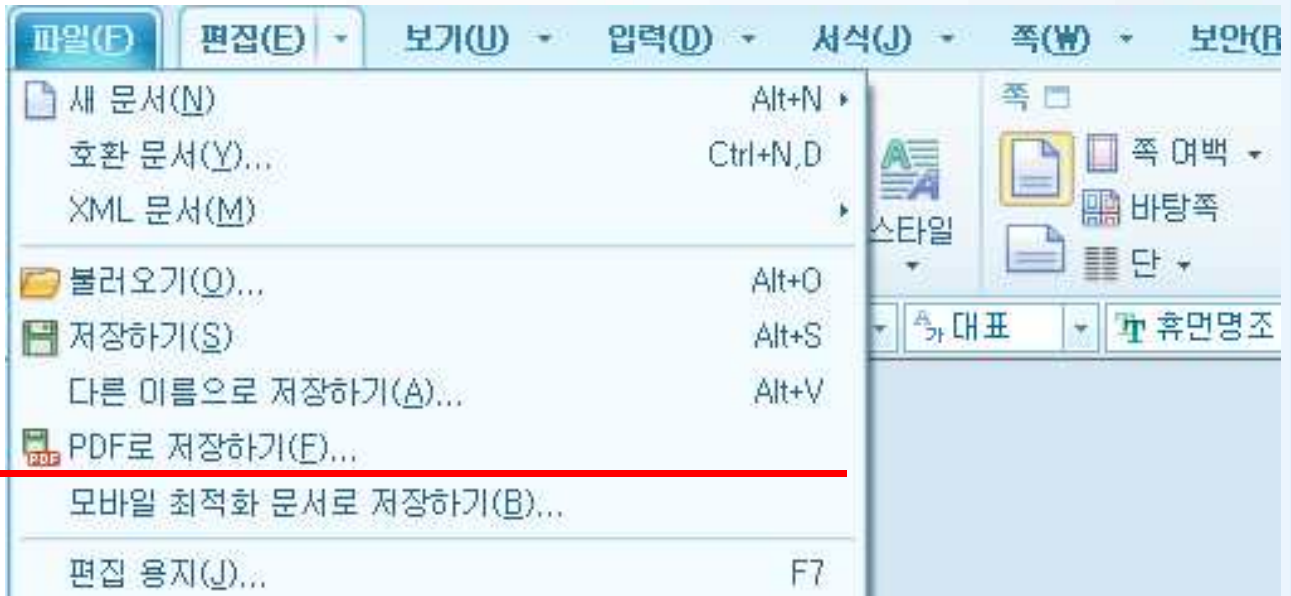 파일(F) 편집(E) 보기(U) 입력(D) 서식(J) 쪽(W) 보안(R
새 문서(N) Alt+N
호환 문서(Y)... Ctrl+N,D
XML 문서(M)
불러오기(O)... Alt+O
저장하기(S) Alt+S
다른 이름으로 저장하기(A)... Alt+V
PDF로 저장하기(F)...
모바일 최적화 문서로 저장하기(B)...
편집 용지(J)... F7
스타일
쪽
쪽 여백
바탕쪽
단
대표 휴먼명조
PDF